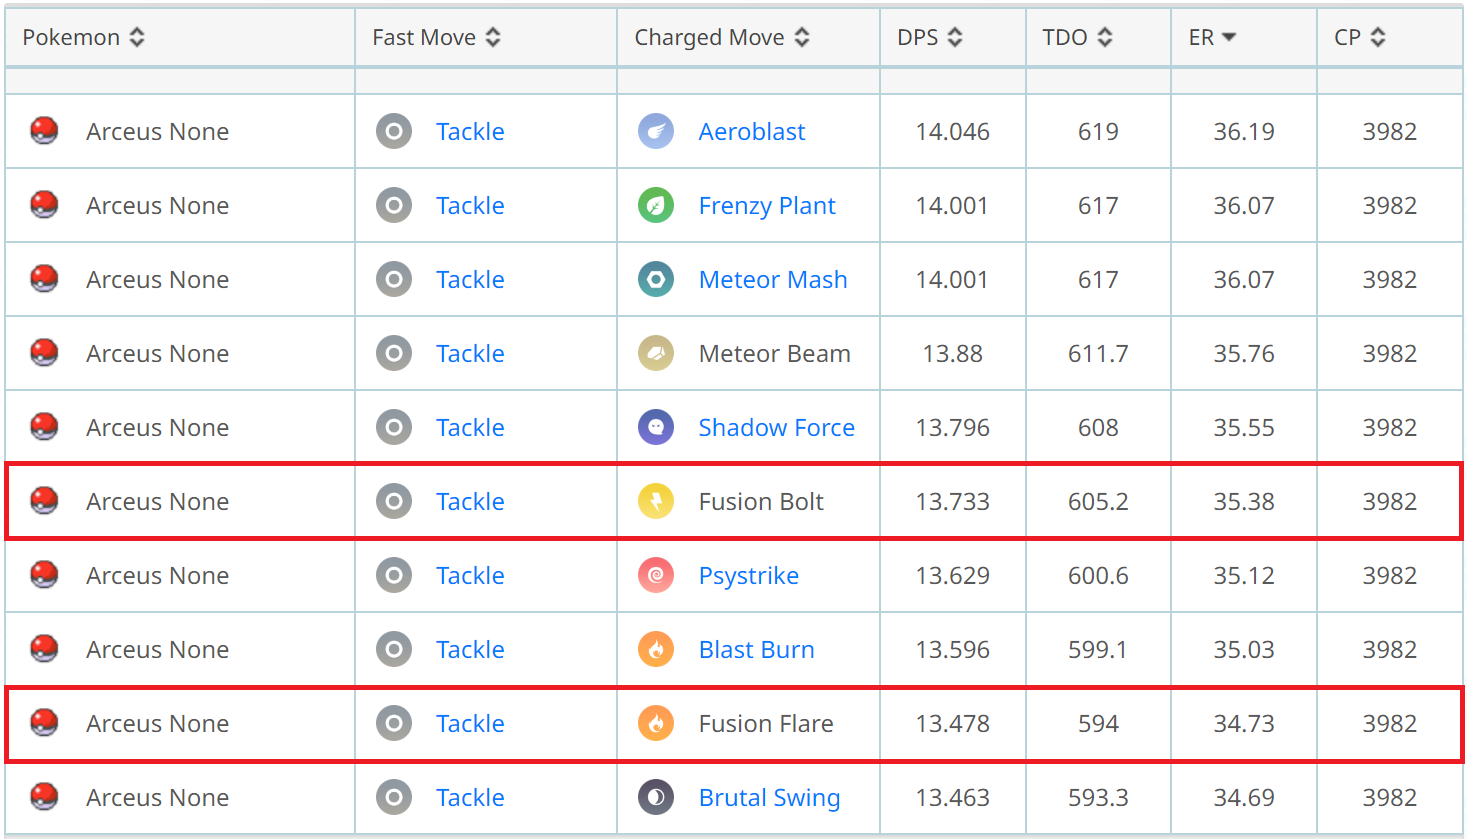 Pokemon Fast Move Charged Move DPS TDO ER CP
Arceus None Tackle Aeroblast 14.046 619 36.19 3982
Arceus None Tackle Frenzy Plant 14.001 617 36.07 3982
Arceus None Tackle Meteor Mash 14.001 617 36.07 3982
Arceus None Tackle Meteor Beam 13.88 611.7 35.76 3982
Arceus None Tackle Shadow Force 13.796 608 35.55 3982
Arceus None Tackle Fusion Bolt 13.733 605.2 35.38 3982
Arceus None Tackle Psystrike 13.629 600.6 35.12 3982
Arceus None Tackle Blast Burn 13.596 599.1 35.03 3982
Arceus None Tackle Fusion Flare 13.478 594 34.73 3982
Arceus None Tackle Brutal Swing 13.463 593.3 34.69 3982